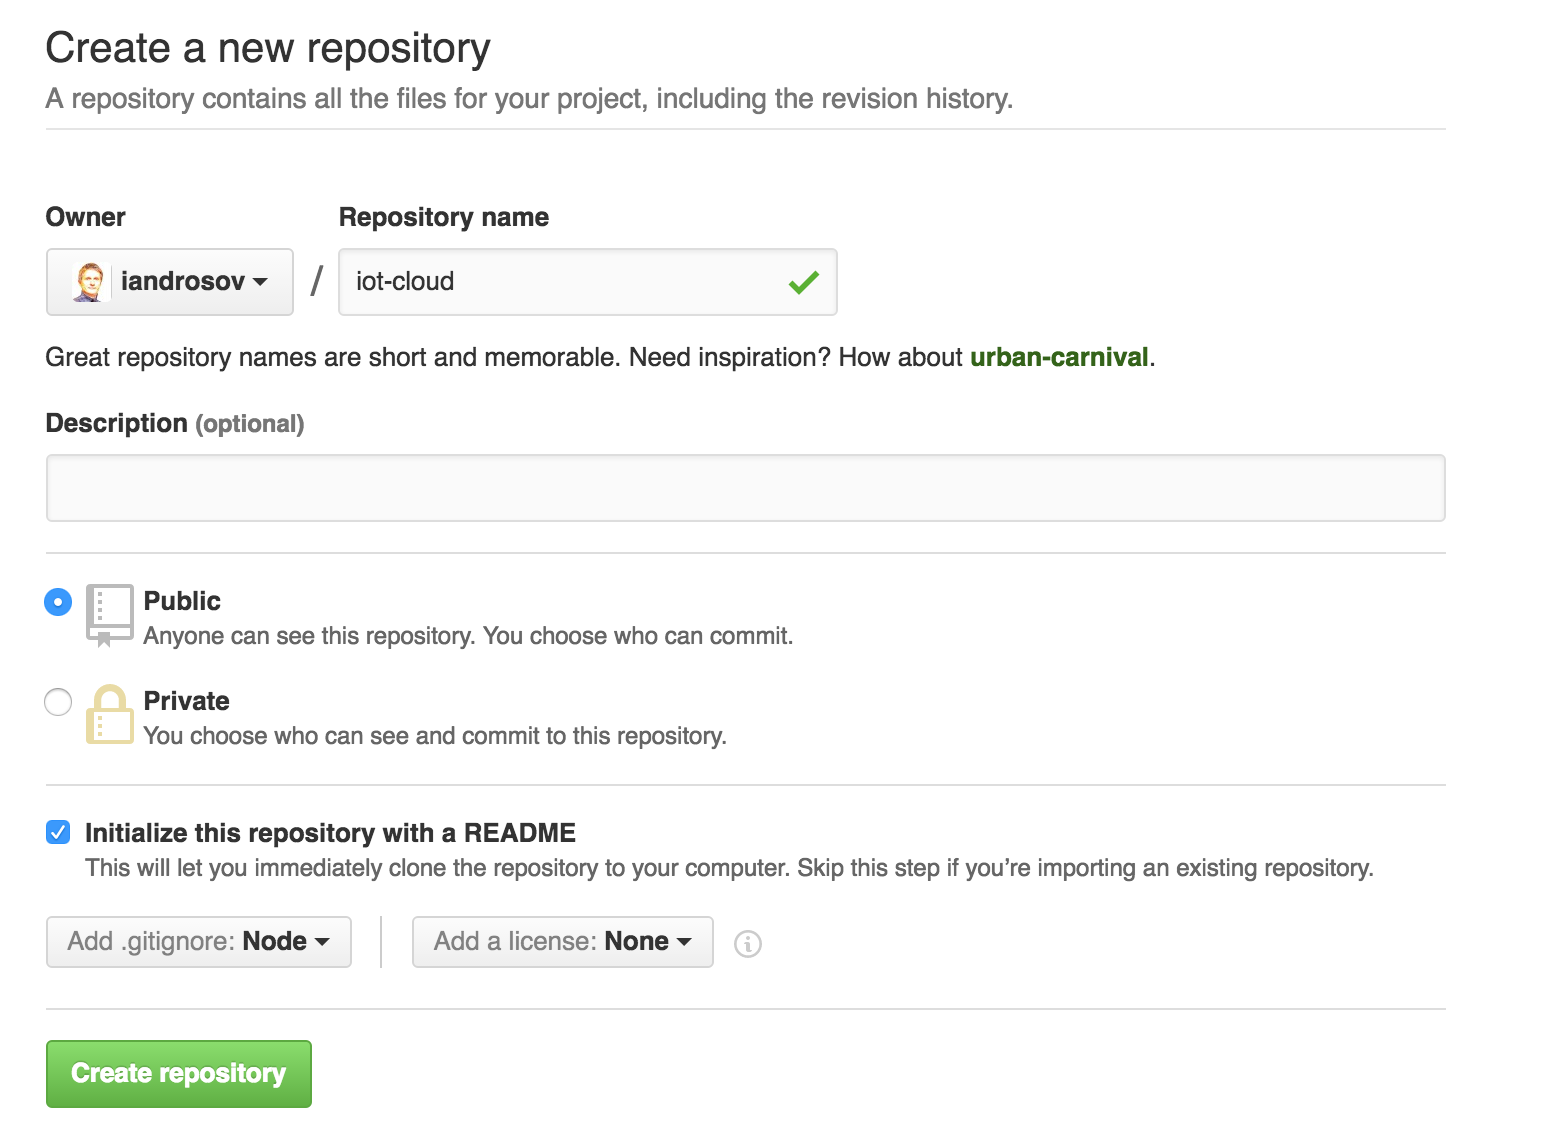 Create a new repository
A repository contains all the files for your project, including the revision history.
Owner Repository name
iandrosov / iot-cloud
Great repository names are short and memorable. Need inspiration? How about urban-carnival.
Description (optional)
Public
Anyone can see this repository. You choose who can commit.
Private
You choose who can see and commit to this repository.
Initialize this repository with a README
This will let you immediately clone the repository to your computer. Skip this step if you’re importing an existing repository.
Add .gitignore: Node Add a license: None
Create repository